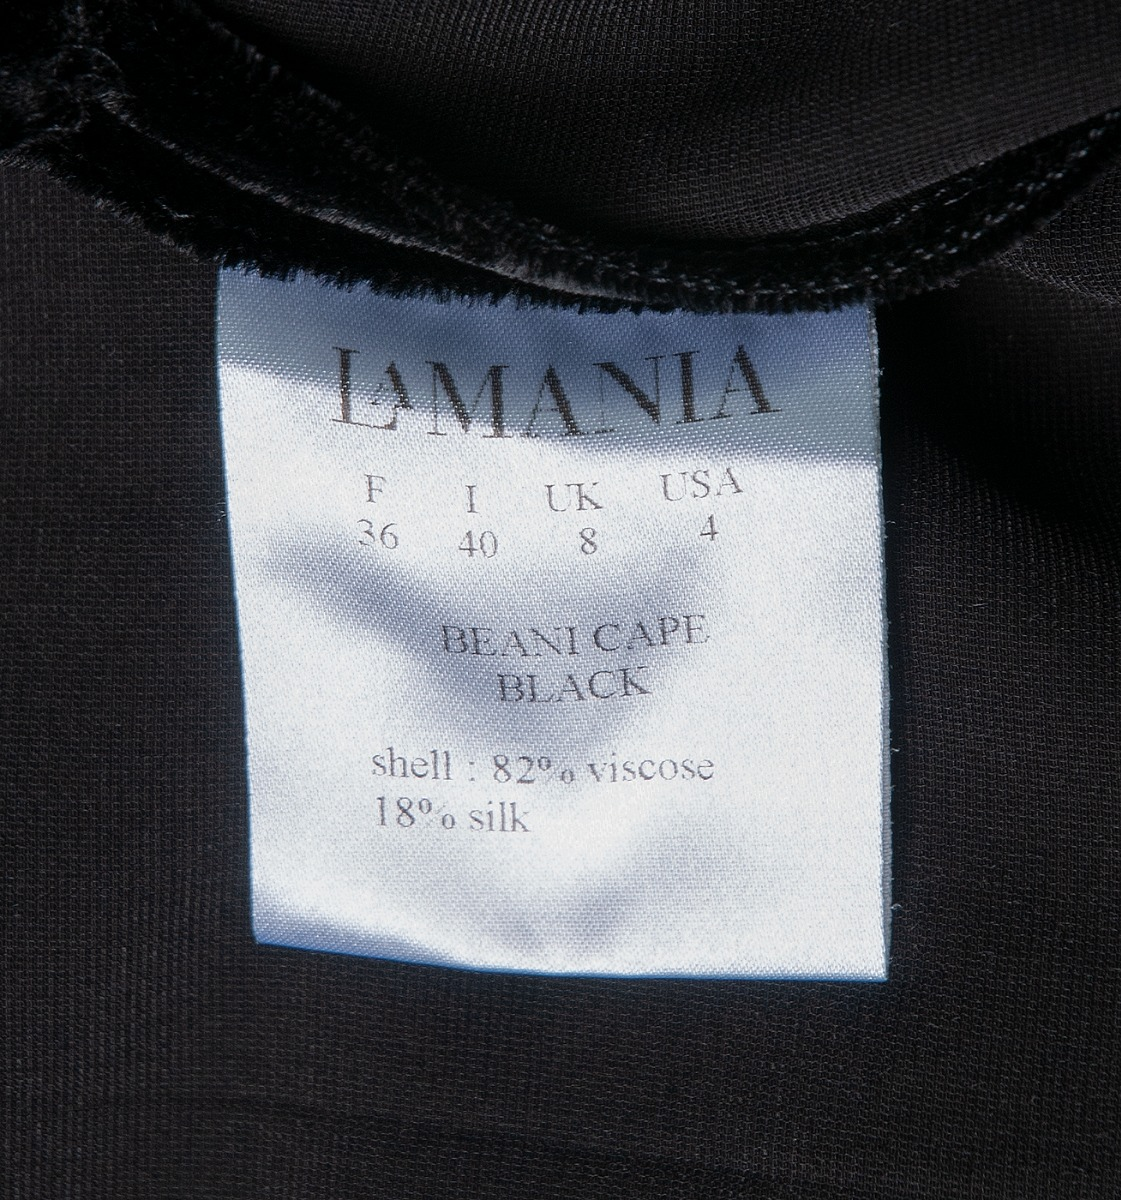 LAMANIA
F I UK USA
36 40 8 4
BEANI CAPE
BLACK
shell : 82% viscose
18% silk